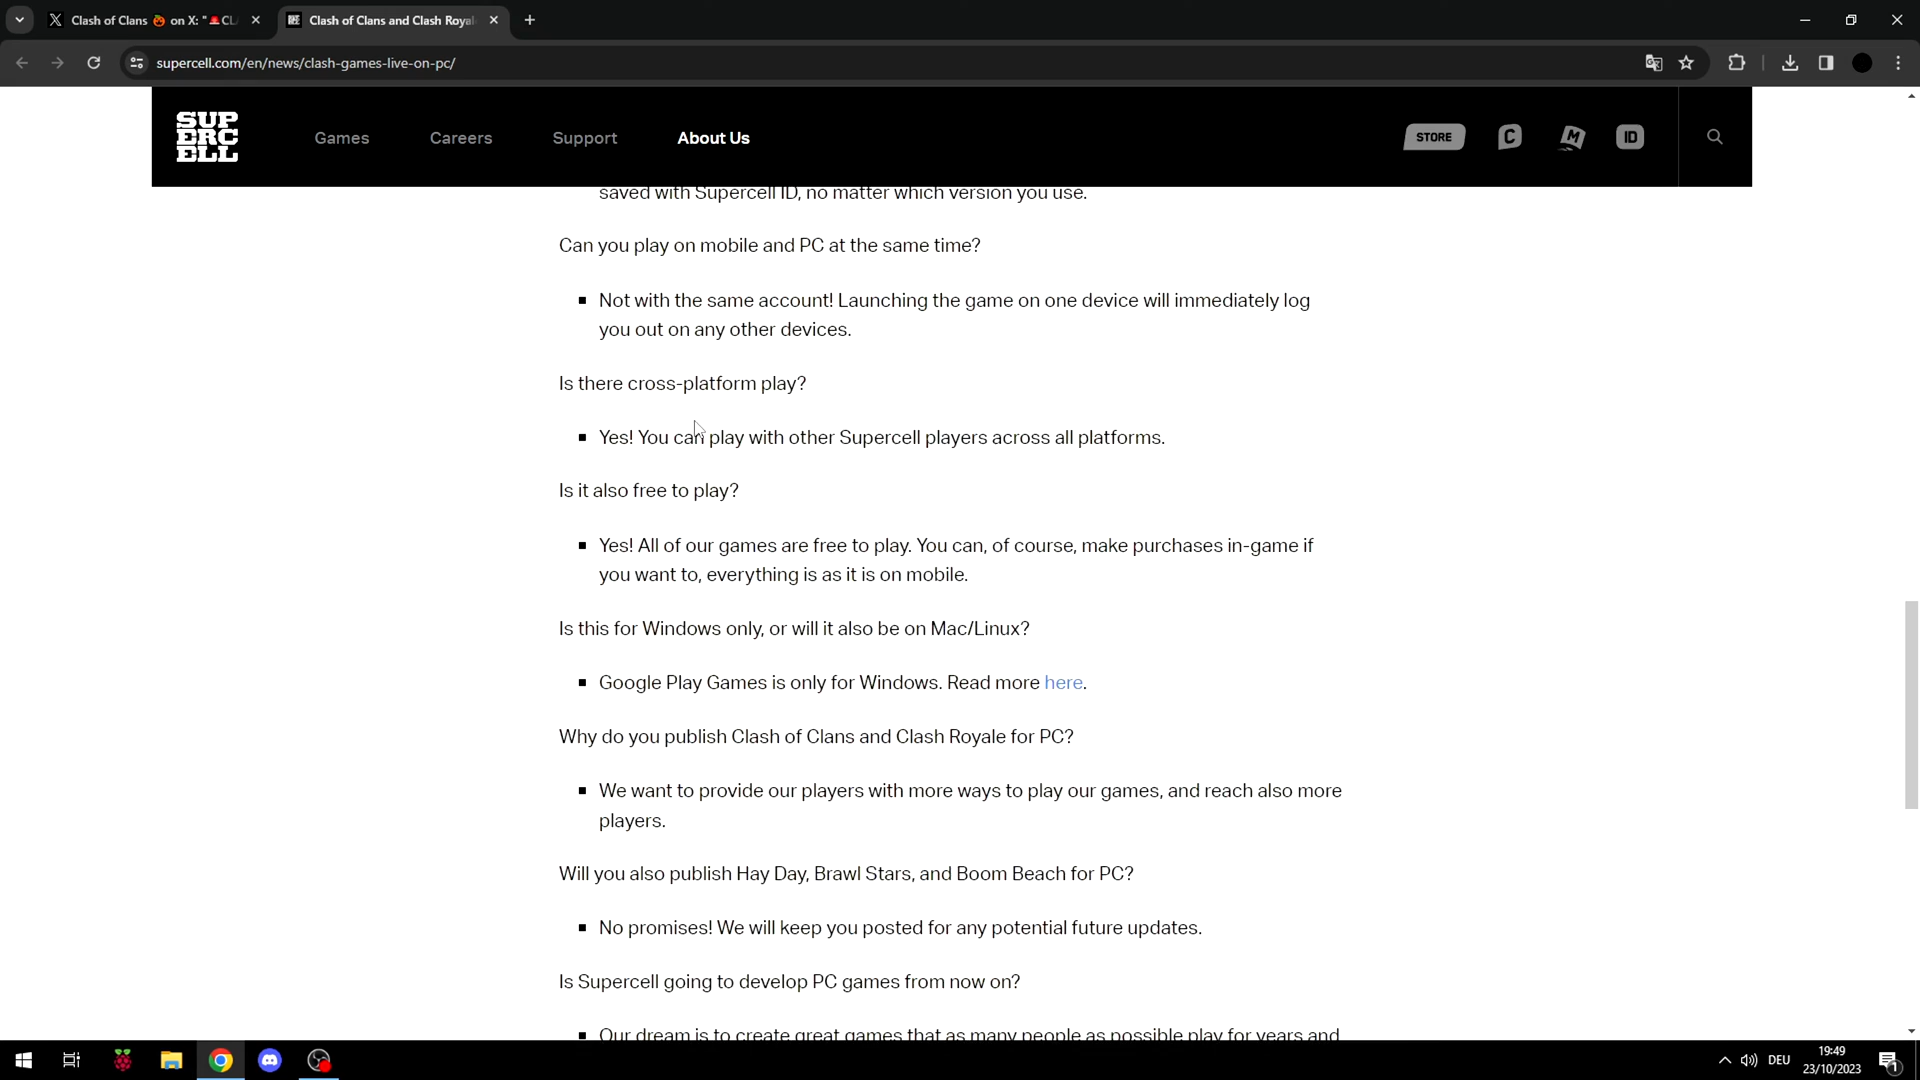 Clash of Clans 🎃 on X: "🚨CL
Clash of Clans and Clash Royal
supercell.com/en/news/clash-games-live-on-pc/
SUP
ERC
ELL
Games
Careers
Support
About Us
STORE
C
M
ID
saved with Supercell ID, no matter which version you use.
Can you play on mobile and PC at the same time?
Not with the same account! Launching the game on one device will immediately log
you out on any other devices.
Is there cross-platform play?
Yes! You can play with other Supercell players across all platforms.
Is it also free to play?
Yes! All of our games are free to play. You can, of course, make purchases in-game if
you want to, everything is as it is on mobile.
Is this for Windows only, or will it also be on Mac/Linux?
Google Play Games is only for Windows. Read more here.
Why do you publish Clash of Clans and Clash Royale for PC?
We want to provide our players with more ways to play our games, and reach also more
players.
Will you also publish Hay Day, Brawl Stars, and Boom Beach for PC?
No promises! We will keep you posted for any potential future updates.
Is Supercell going to develop PC games from now on?
Our dream is to create great games that as many people as possible play for years and
DEU
19:49
23/10/2023
1